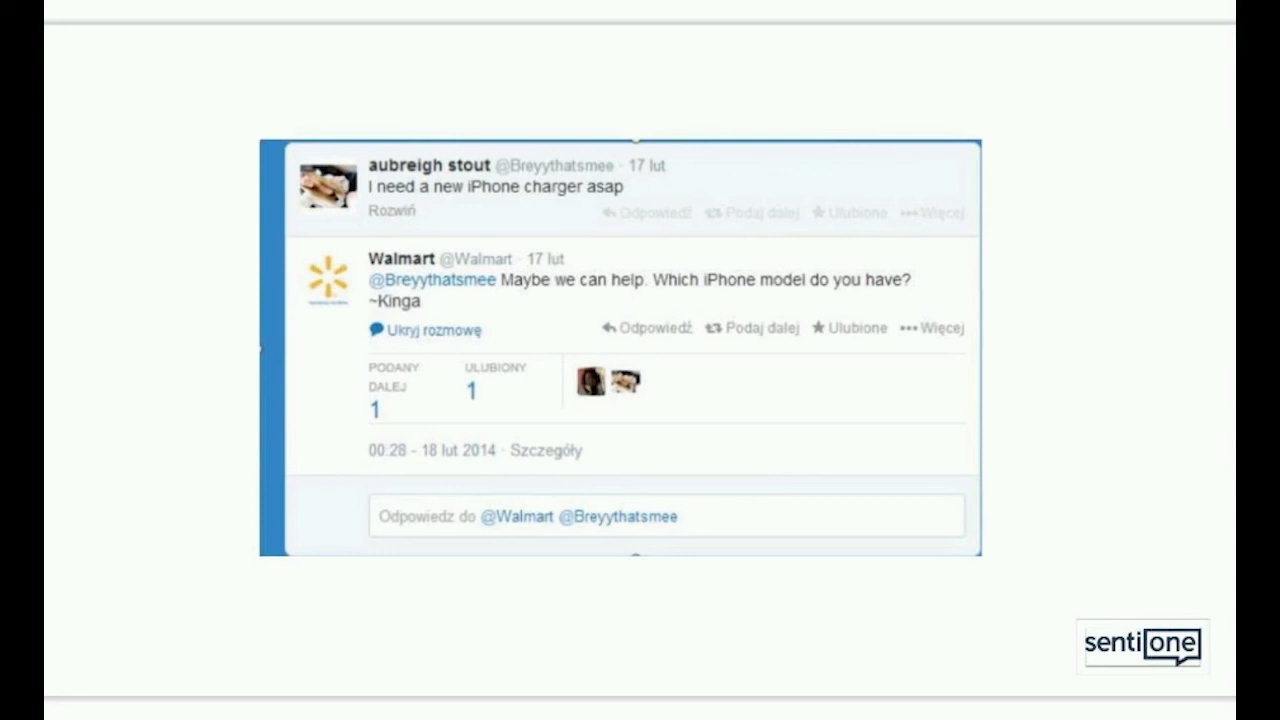 aubreigh stout @Breyythatsmee · 17 lut
I need a new iPhone charger asap
Rozwiń
Odpowiedź Podaj dalej Ulubione Więcej
Walmart @Walmart · 17 lut
@Breyythatsmee Maybe we can help. Which iPhone model do you have?
~Kinga
Ukryj rozmowę Odpowiedź Podaj dalej Ulubione Więcej
PODANY ULUBIONY
DALEJ 1
1
00:28 - 18 lut 2014 · Szczegóły
Odpowiedz do @Walmart @Breyythatsmee
sentione